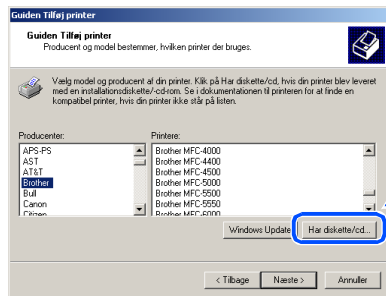 Guiden Tilføj printer
Guiden Tilføj printer
Producent og model bestemmer, hvilken printer der bruges.
Vælg model og producent af din printer. Klik på Har diskette/cd, hvis din printer blev leveret
med en installationsdiskette/-cd-rom. Se i dokumentationen til printeren for at finde en
kompatibel printer, hvis din printer ikke står på listen.
Producenter:
APS-PS
AST
AT&T
Brother
Bull
Canon
Citizen
Printere:
Brother MFC-4000
Brother MFC-4400
Brother MFC-4500
Brother MFC-5000
Brother MFC-5500
Brother MFC-5550
Brother MFC-6000
Windows Update
Har diskette/cd...
< Tilbage
Næste >
Annuller